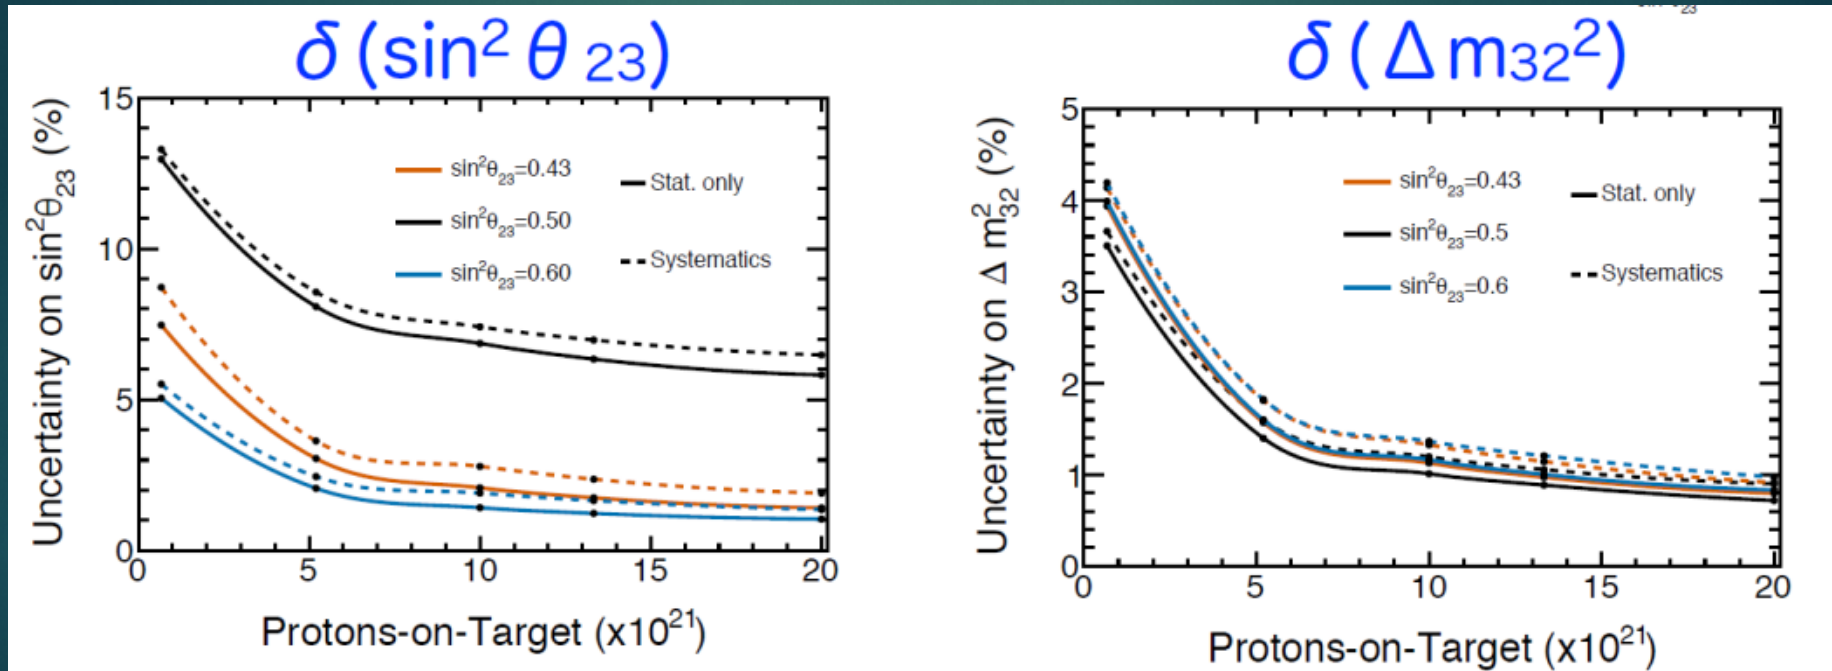 δ (sin² θ 23)
Uncertainty on sin²θ₂₃ (%)
15
10
5
0
sin²θ₂₃=0.43
sin²θ₂₃=0.50
sin²θ₂₃=0.60
Stat. only
Systematics
0 5 10 15 20
Protons-on-Target (x10²¹)
δ ( Δ m₃₂²)
Uncertainty on Δ m²₃₂ (%)
5
4
3
2
1
0
sin²θ₂₃=0.43
sin²θ₂₃=0.5
sin²θ₂₃=0.6
Stat. only
Systematics
0 5 10 15 20
Protons-on-Target (x10²¹)